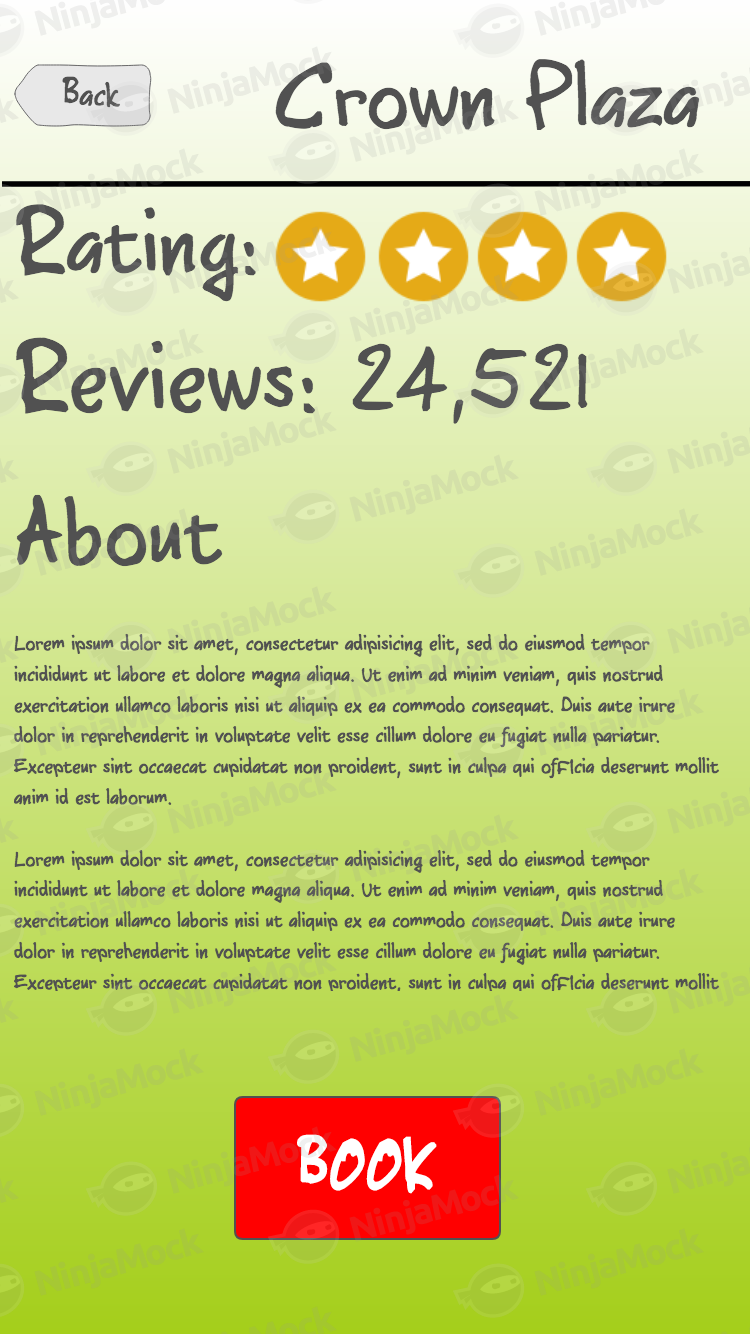 Back
Crown Plaza
Rating:
Reviews: 24,521
About
Lorem ipsum dolor sit amet, consectetur adipisicing elit, sed do eiusmod tempor
incididunt ut labore et dolore magna aliqua. Ut enim ad minim veniam, quis nostrud
exercitation ullamco laboris nisi ut aliquip ex ea commodo consequat. Duis aute irure
dolor in reprehenderit in voluptate velit esse cillum dolore eu fugiat nulla pariatur.
Excepteur sint occaecat cupidatat non proident, sunt in culpa qui officia deserunt mollit
anim id est laborum.
Lorem ipsum dolor sit amet, consectetur adipisicing elit, sed do eiusmod tempor
incididunt ut labore et dolore magna aliqua. Ut enim ad minim veniam, quis nostrud
exercitation ullamco laboris nisi ut aliquip ex ea commodo consequat. Duis aute irure
dolor in reprehenderit in voluptate velit esse cillum dolore eu fugiat nulla pariatur.
Excepteur sint occaecat cupidatat non proident, sunt in culpa qui officia deserunt mollit
BOOK
NinjaMock